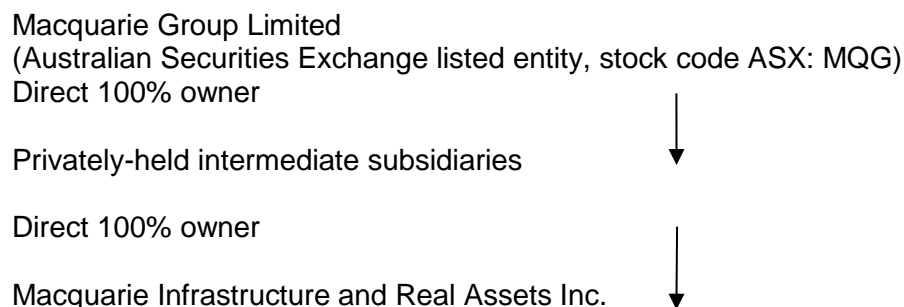 Macquarie Group Limited
(Australian Securities Exchange listed entity, stock code ASX: MQG)
Direct 100% owner
Privately-held intermediate subsidiaries
Direct 100% owner
Macquarie Infrastructure and Real Assets Inc.